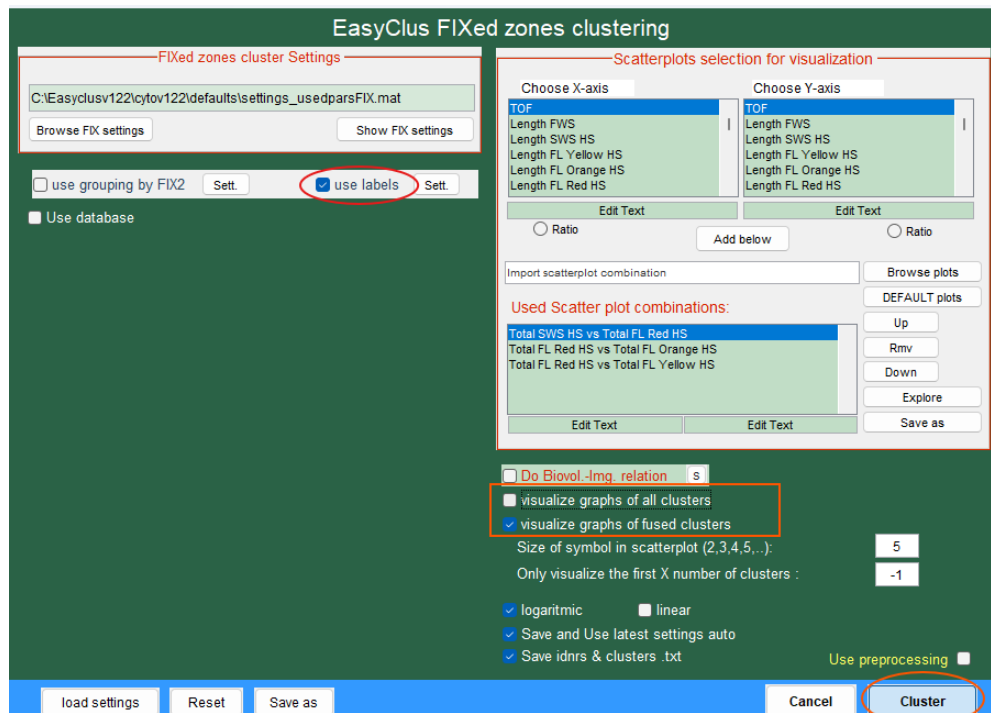 EasyClus FIXed zones clustering
FIXed zones cluster Settings
C:\Easyclusv122\cytov122\defaults\settings_usedparsFIX.mat
Browse FIX settings
Show FIX settings
use grouping by FIX2
Sett.
use labels
Sett.
Use database
Scatterplots selection for visualization
Choose X-axis
Choose Y-axis
TOF
Length FWS
Length SWS HS
Length FL Yellow HS
Length FL Orange HS
Length FL Red HS
TOF
Length FWS
Length SWS HS
Length FL Yellow HS
Length FL Orange HS
Length FL Red HS
Edit Text
Edit Text
Ratio
Add below
Ratio
Import scatterplot combination
Browse plots
DEFAULT plots
Used Scatter plot combinations:
Up
Total SWS HS vs Total FL Red HS
Total FL Red HS vs Total FL Orange HS
Total FL Red HS vs Total FL Yellow HS
Rmv
Down
Explore
Save as
Edit Text
Edit Text
Do Biovol.-Img. relation
s
visualize graphs of all clusters
visualize graphs of fused clusters
Size of symbol in scatterplot (2,3,4,5,..):
5
Only visualize the first X number of clusters :
-1
logaritmic
linear
Save and Use latest settings auto
Save idnrs & clusters .txt
Use preprocessing
load settings
Reset
Save as
Cancel
Cluster